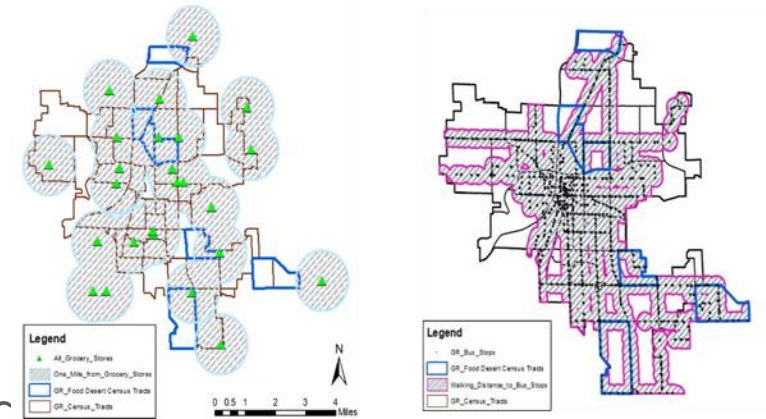 Legend
All_Grocery_Stores
One_Mile_from_Grocery_Stores
GR_Food Desert Census Tracts
GR_Census_Tracts
N
0 0.5 1 2 3 4
Miles
Legend
GR_Bus_Stops
GR_Food Desert Census Tracts
Walking_Distance_to_Bus_Stops
GR_Census_Tracts